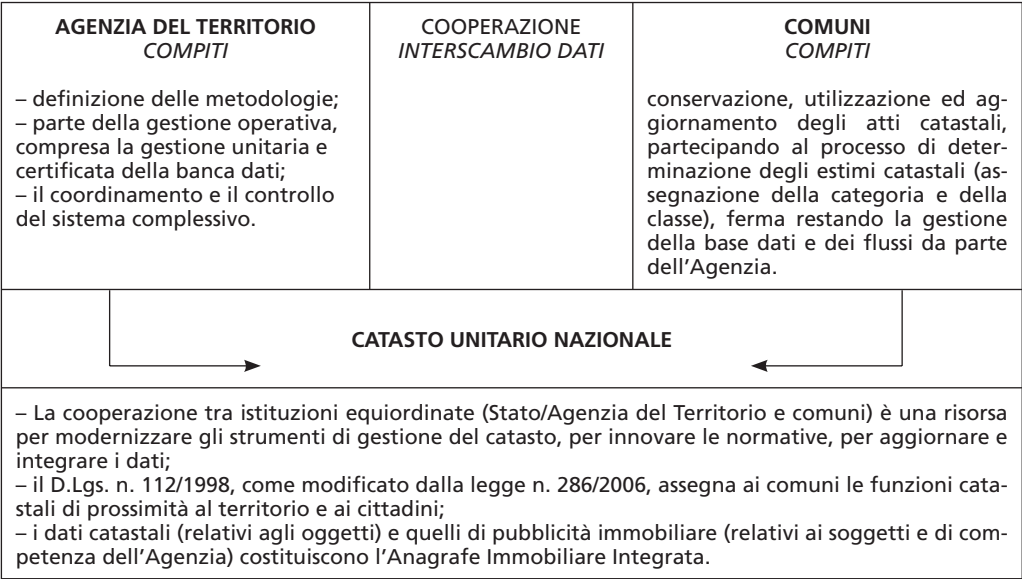 AGENZIA DEL TERRITORIO
COMPITI
– definizione delle metodologie;
– parte della gestione operativa,
compresa la gestione unitaria e
certificata della banca dati;
– il coordinamento e il controllo
del sistema complessivo.
COOPERAZIONE
INTERSCAMBIO DATI
COMUNI
COMPITI
conservazione, utilizzazione ed ag-
giornamento degli atti catastali,
partecipando al processo di deter-
minazione degli estimi catastali (as-
segnazione della categoria e della
classe), ferma restando la gestione
della base dati e dei flussi da parte
dell’Agenzia.
CATASTO UNITARIO NAZIONALE
– La cooperazione tra istituzioni equiordinate (Stato/Agenzia del Territorio e comuni) è una risorsa
per modernizzare gli strumenti di gestione del catasto, per innovare le normative, per aggiornare e
integrare i dati;
– il D.Lgs. n. 112/1998, come modificato dalla legge n. 286/2006, assegna ai comuni le funzioni cata-
stali di prossimità al territorio e ai cittadini;
– i dati catastali (relativi agli oggetti) e quelli di pubblicità immobiliare (relativi ai soggetti e di com-
petenza dell’Agenzia) costituiscono l’Anagrafe Immobiliare Integrata.